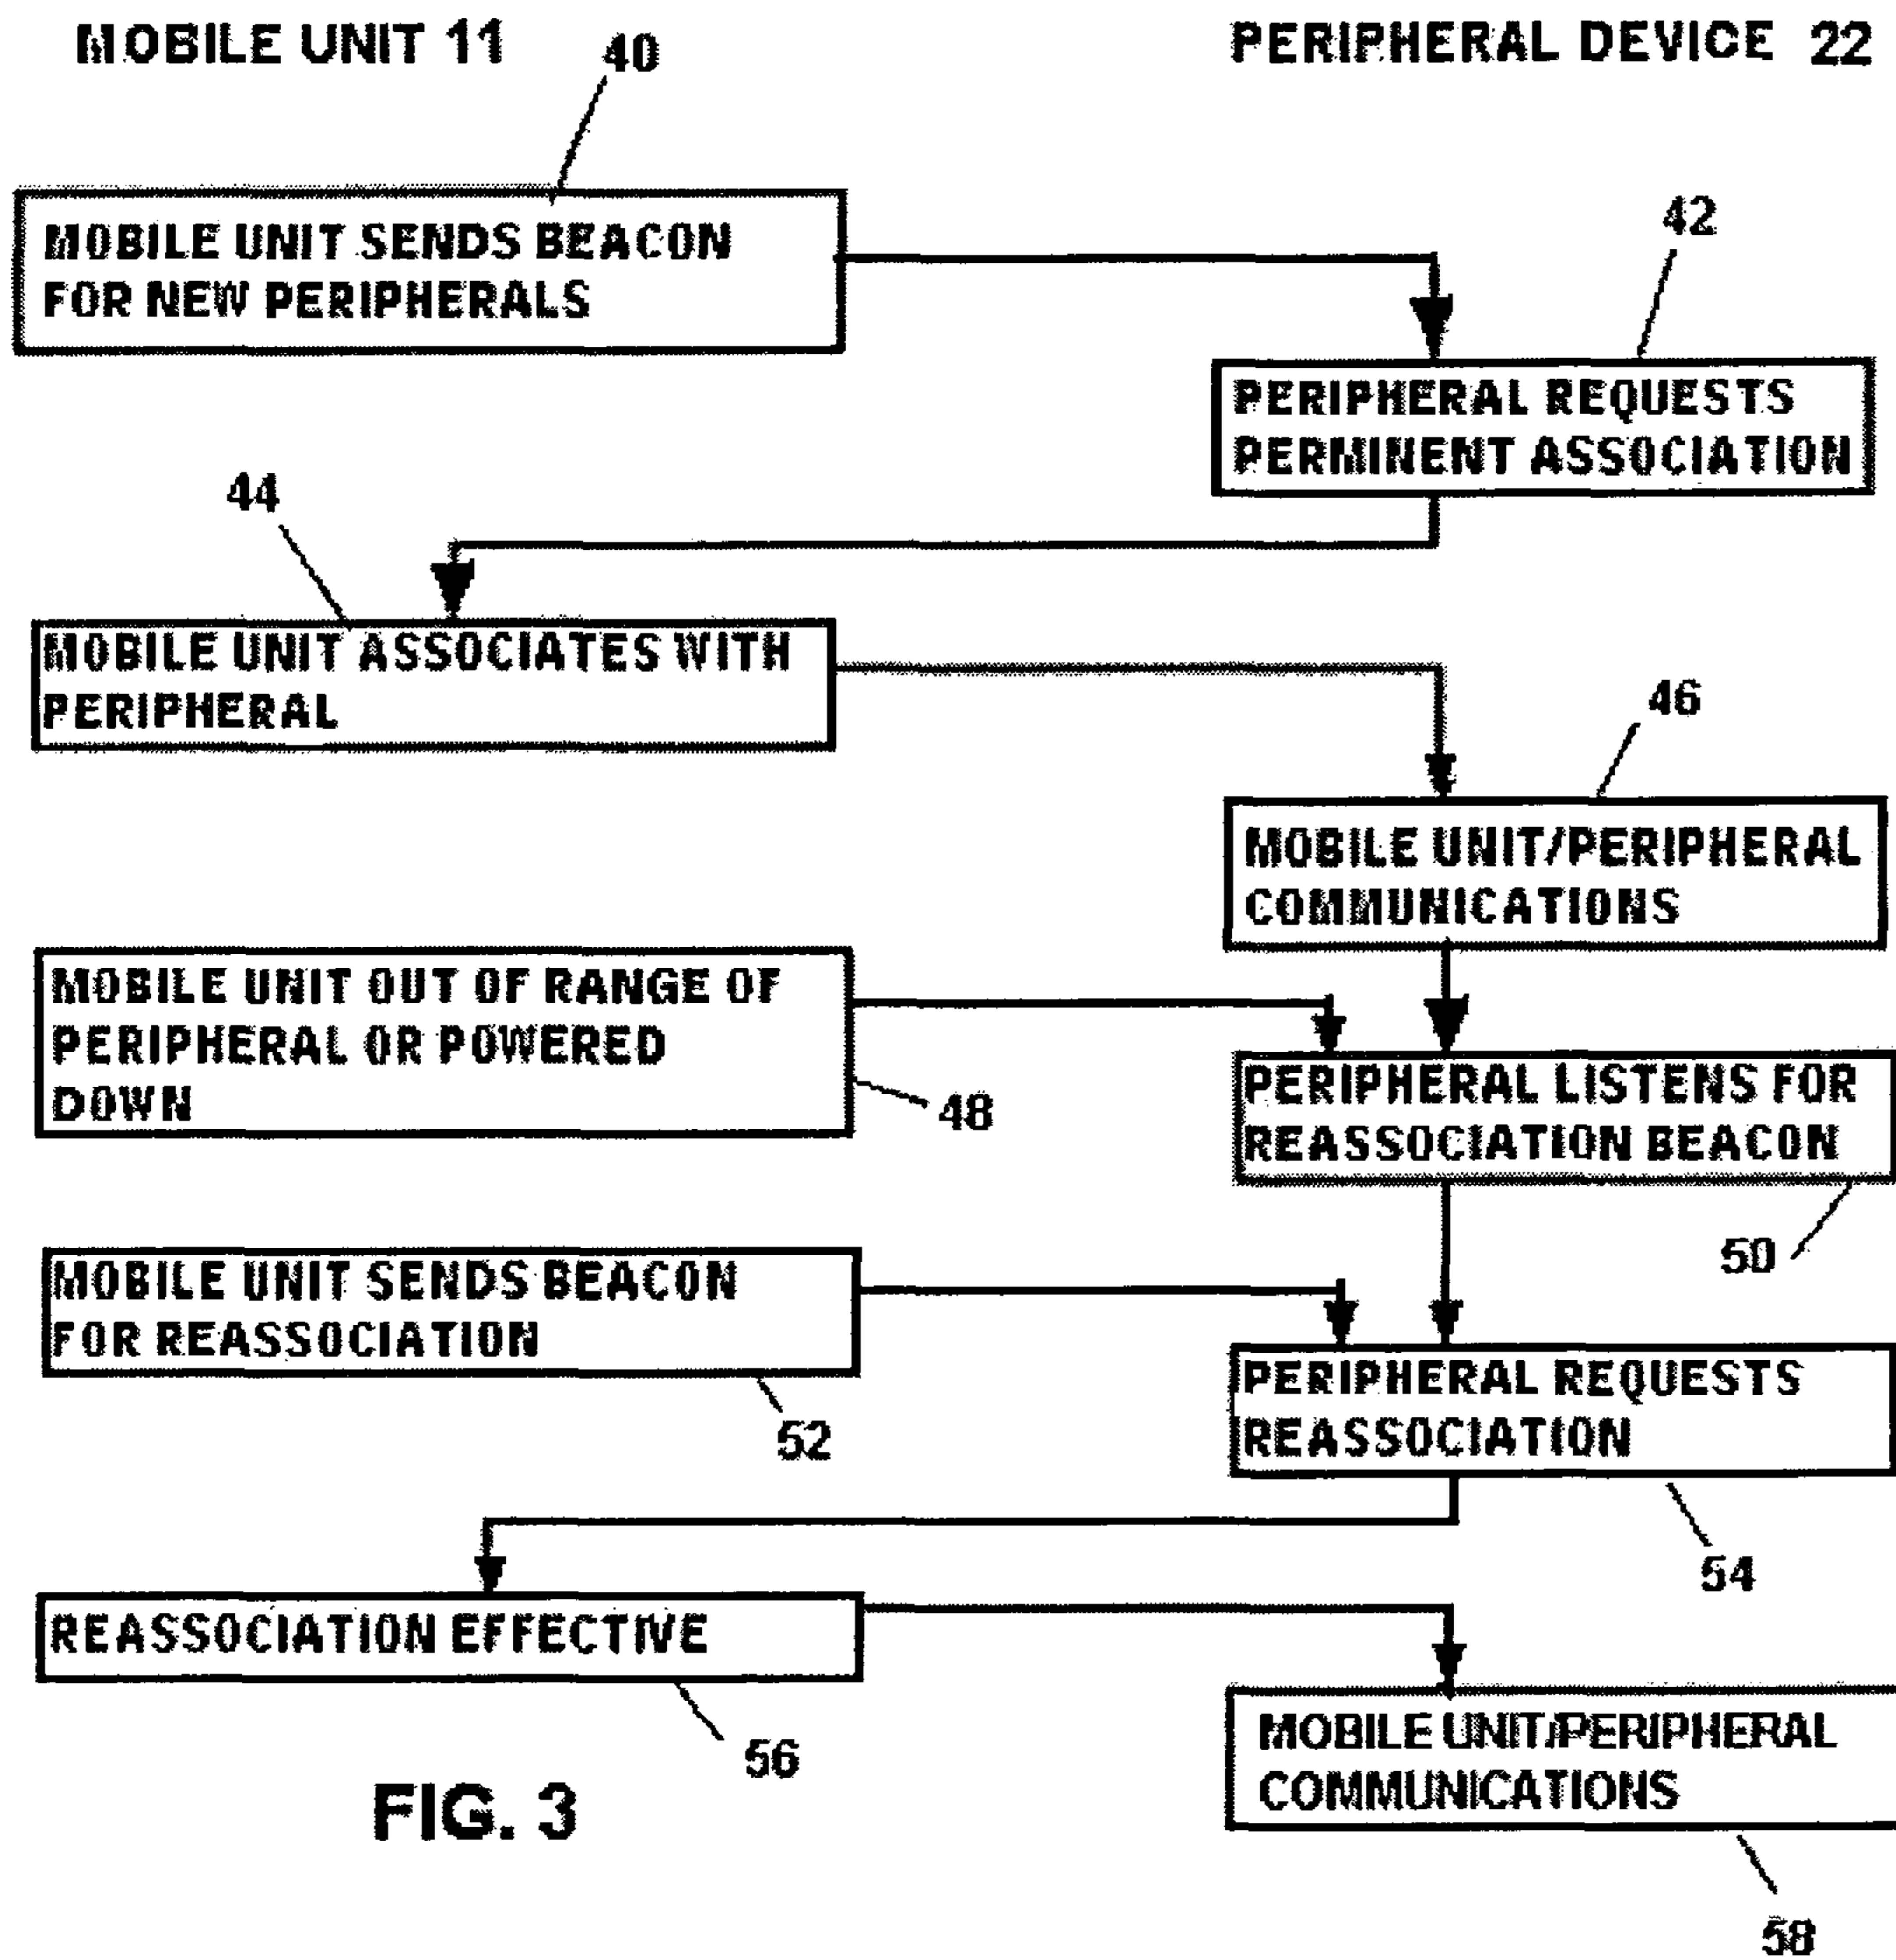 MOBILE UNIT 11
PERIPHERAL DEVICE 22
40
MOBILE UNIT SENDS BEACON
FOR NEW PERIPHERALS
42
PERIPHERAL REQUESTS
PERMINENT ASSOCIATION
44
MOBILE UNIT ASSOCIATES WITH
PERIPHERAL
46
MOBILE UNIT/PERIPHERAL
COMMUNICATIONS
MOBILE UNIT OUT OF RANGE OF
PERIPHERAL OR POWERED
DOWN
48
PERIPHERAL LISTENS FOR
REASSOCIATION BEACON
50
MOBILE UNIT SENDS BEACON
FOR REASSOCIATION
52
PERIPHERAL REQUESTS
REASSOCIATION
54
REASSOCIATION EFFECTIVE
56
MOBILE UNIT/PERIPHERAL
COMMUNICATIONS
58
FIG. 3